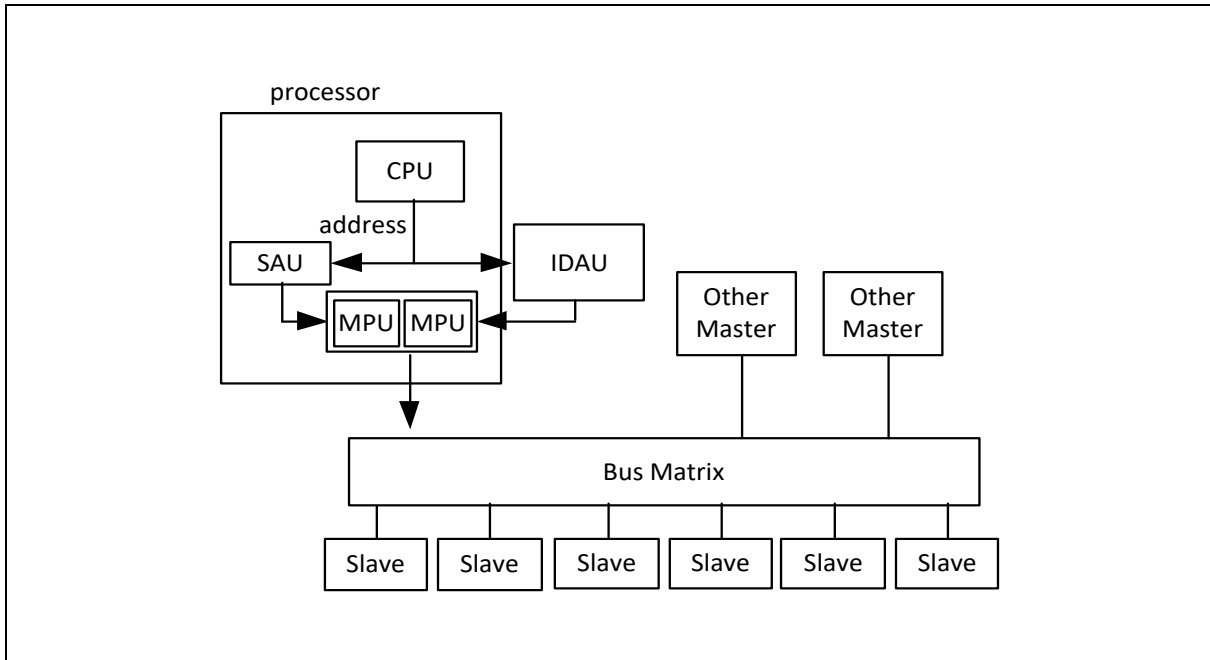 processor
CPU
address
SAU
IDAU
MPU MPU
Other
Master
Other
Master
Bus Matrix
Slave Slave Slave Slave Slave Slave